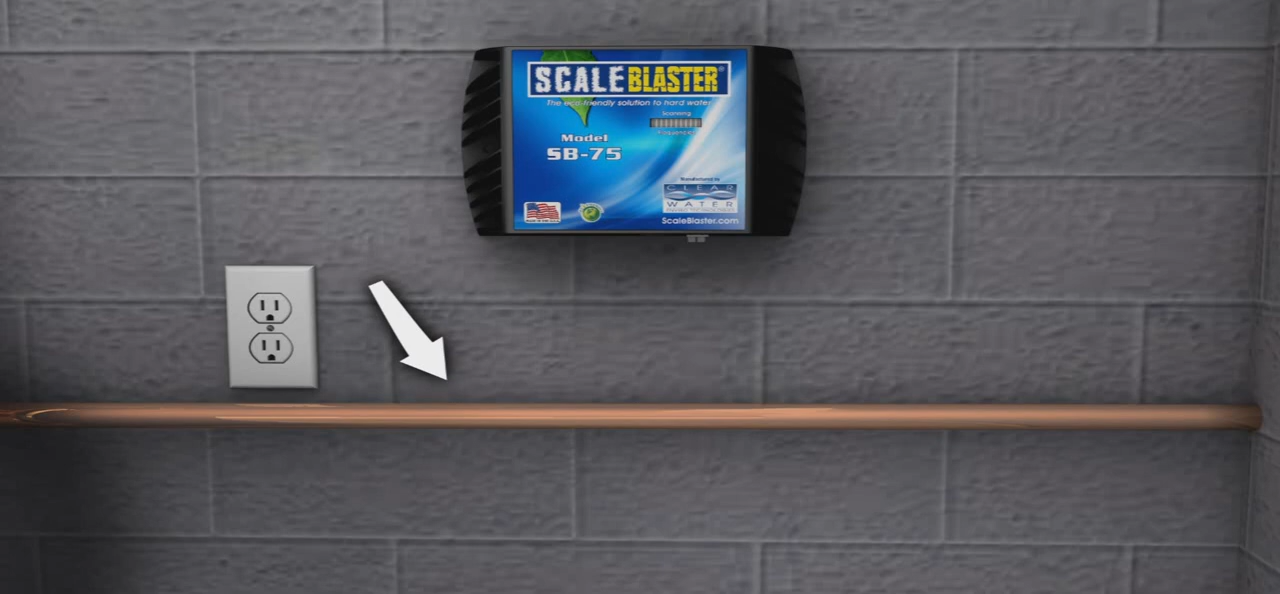 SCALEBLASTER®
The eco-friendly solution to hard water
Scanning
Frequencies
Model
SB-75
Manufactured by
CLEAR
WATER
ScaleBlaster.com